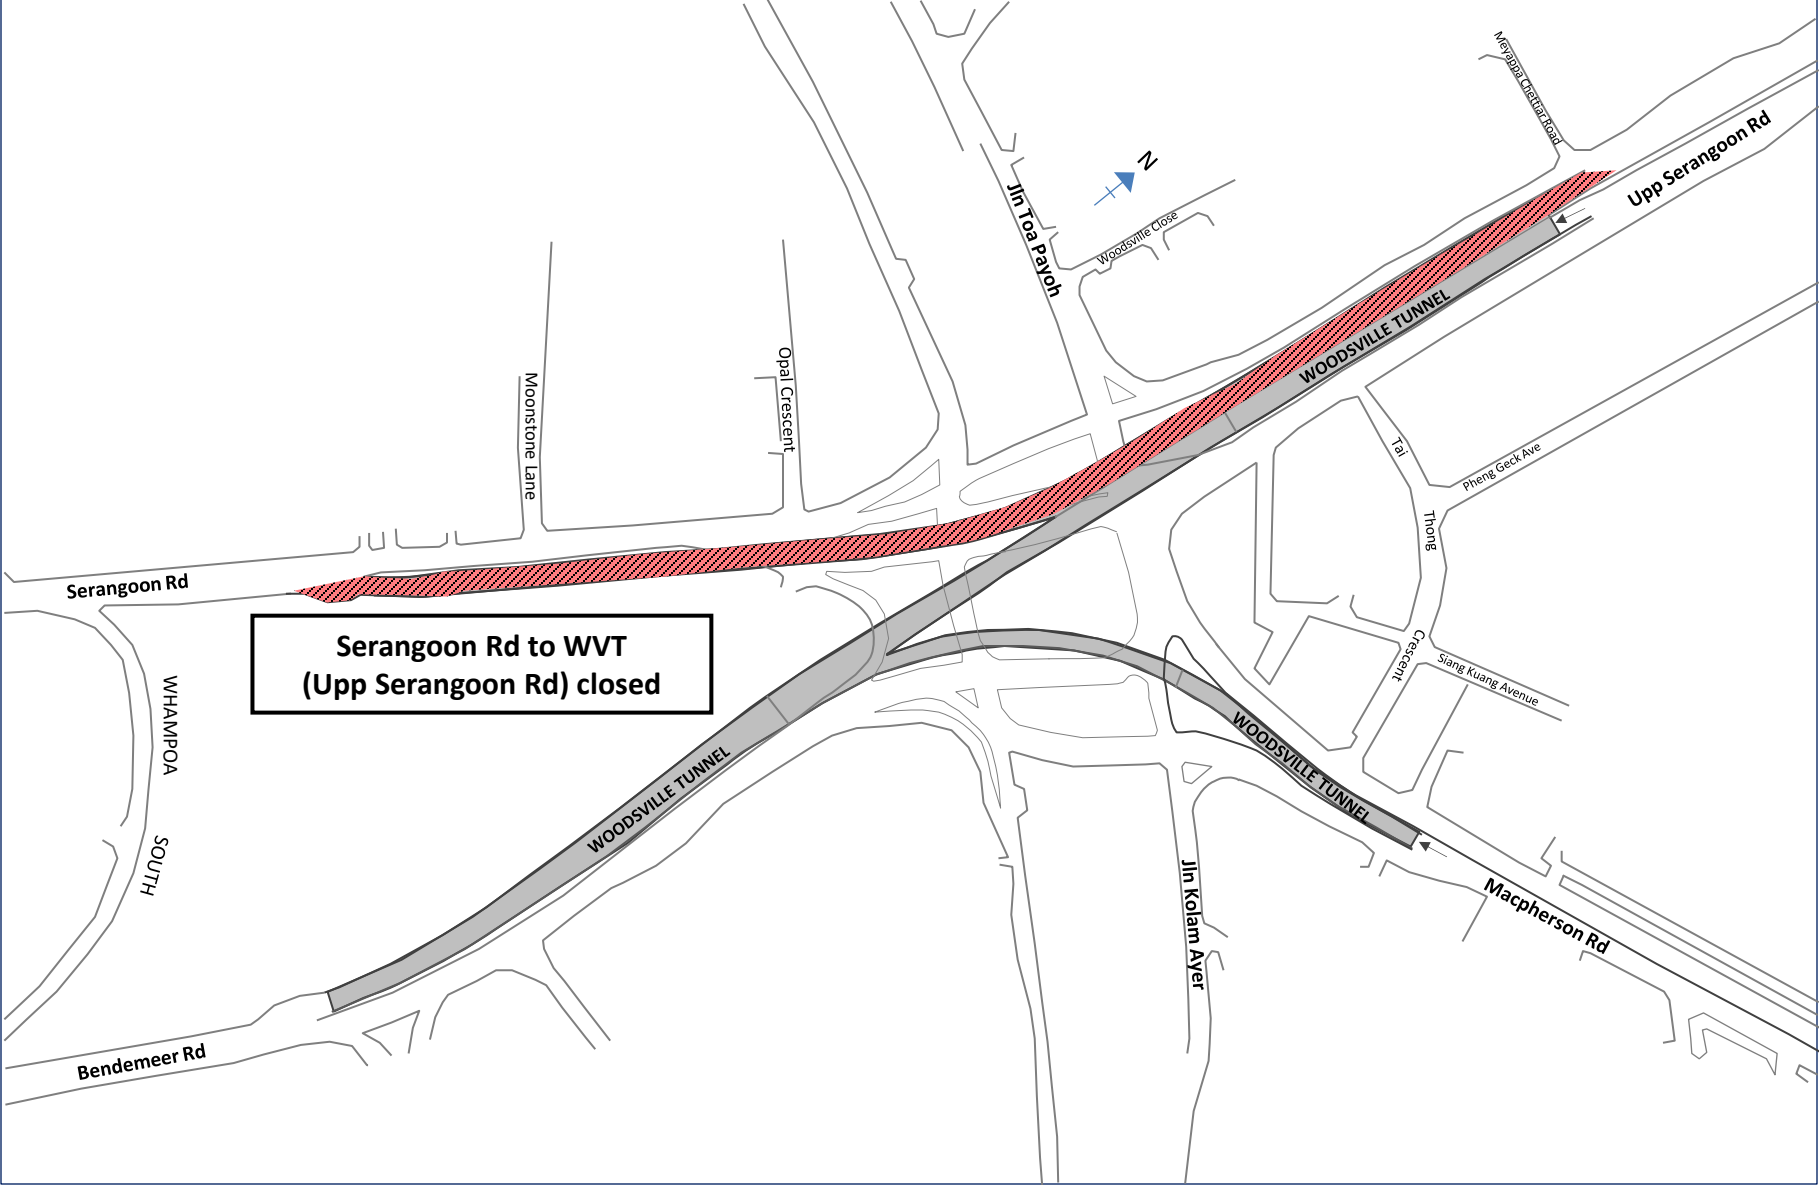 Meyappa Chettiar Road
Upp Serangoon Rd
N
Jln Toa Payoh
Woodsville Close
WOODSVILLE TUNNEL
Moonstone Lane
Opal Crescent
Tai
Thong
Crescent
Pheng Geck Ave
Serangoon Rd
Serangoon Rd to WVT
(Upp Serangoon Rd) closed
Siang Kuang Avenue
WHAMPOA
SOUTH
WOODSVILLE TUNNEL
WOODSVILLE TUNNEL
Jln Kolam Ayer
Macpherson Rd
Bendemeer Rd